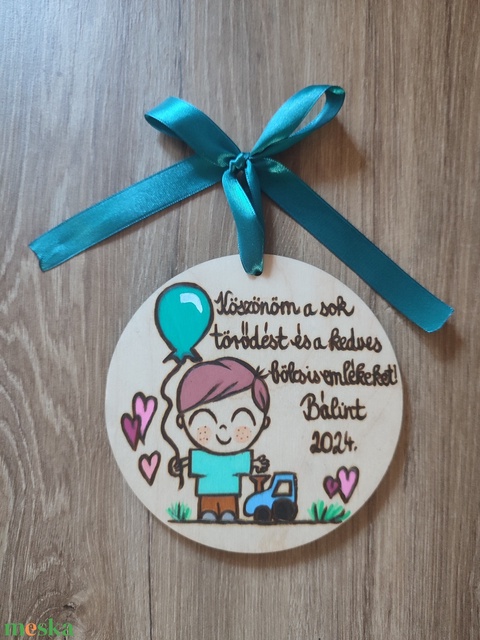 Köszönöm a sok
törődést és a kedves
bölcsis emlékeket!
Bálint
2024.
meska